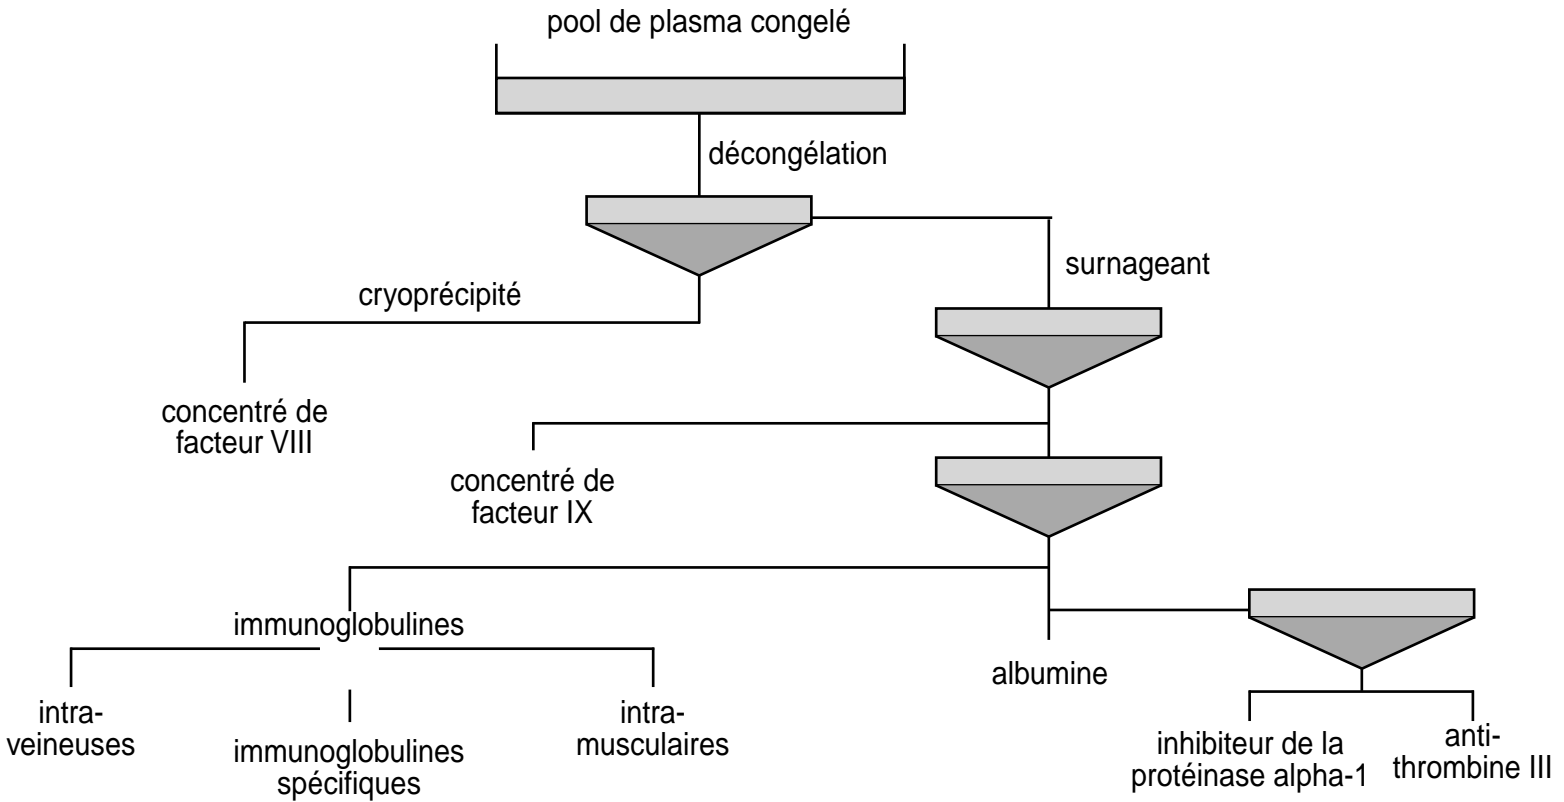 pool de plasma congelé
décongélation
surnageant
cryoprécipité
concentré de
facteur VIII
concentré de
facteur IX
immunoglobulines
albumine
intra-
veineuses
immunoglobulines
spécifiques
intra-
musculaires
inhibiteur de la
protéinase alpha-1
anti-
thrombine III